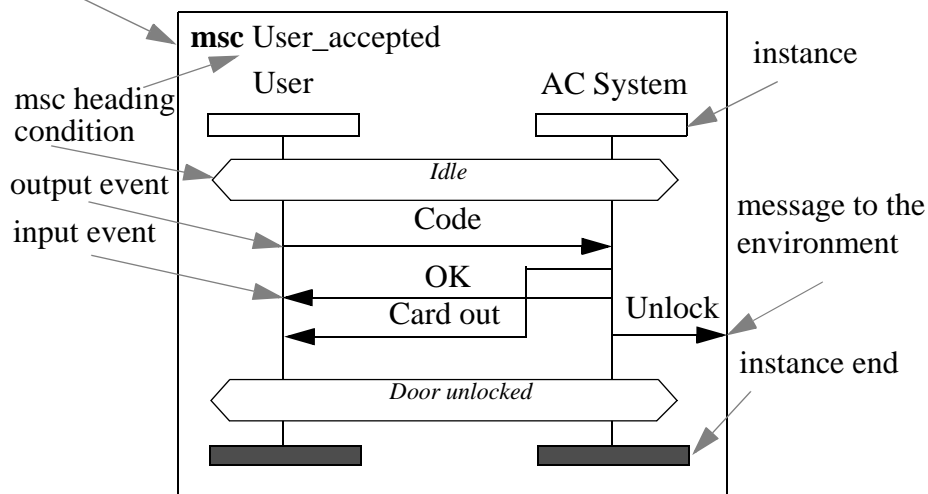 msc User_accepted
instance
User
AC System
msc heading
condition
Idle
output event
Code
message to the
environment
input event
OK
Card out
Unlock
instance end
Door unlocked